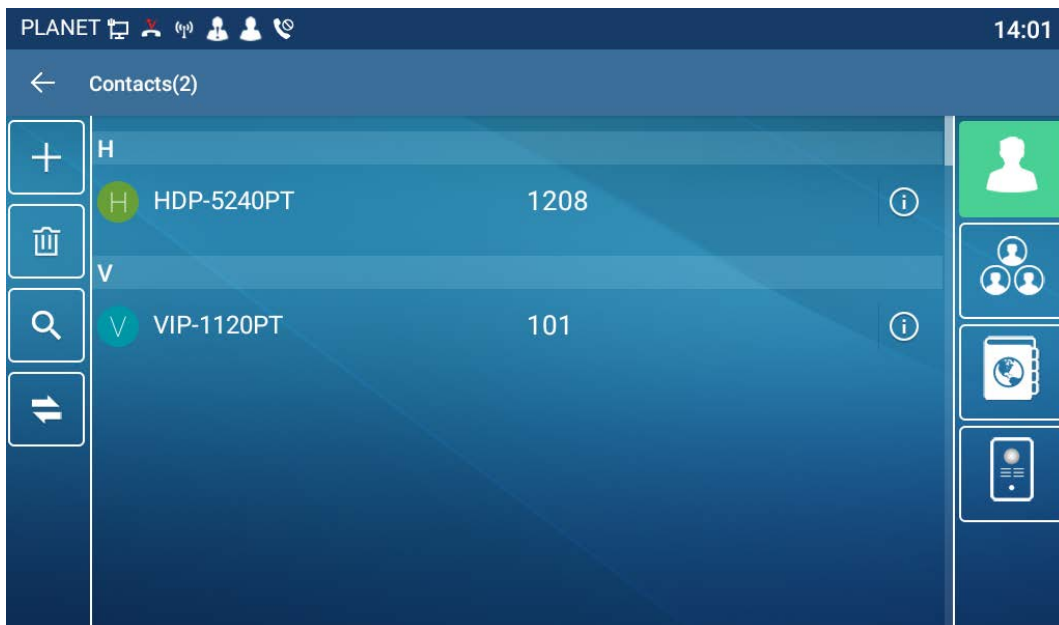 PLANET 14:01
Contacts(2)
H
H HDP-5240PT 1208
V
V VIP-1120PT 101